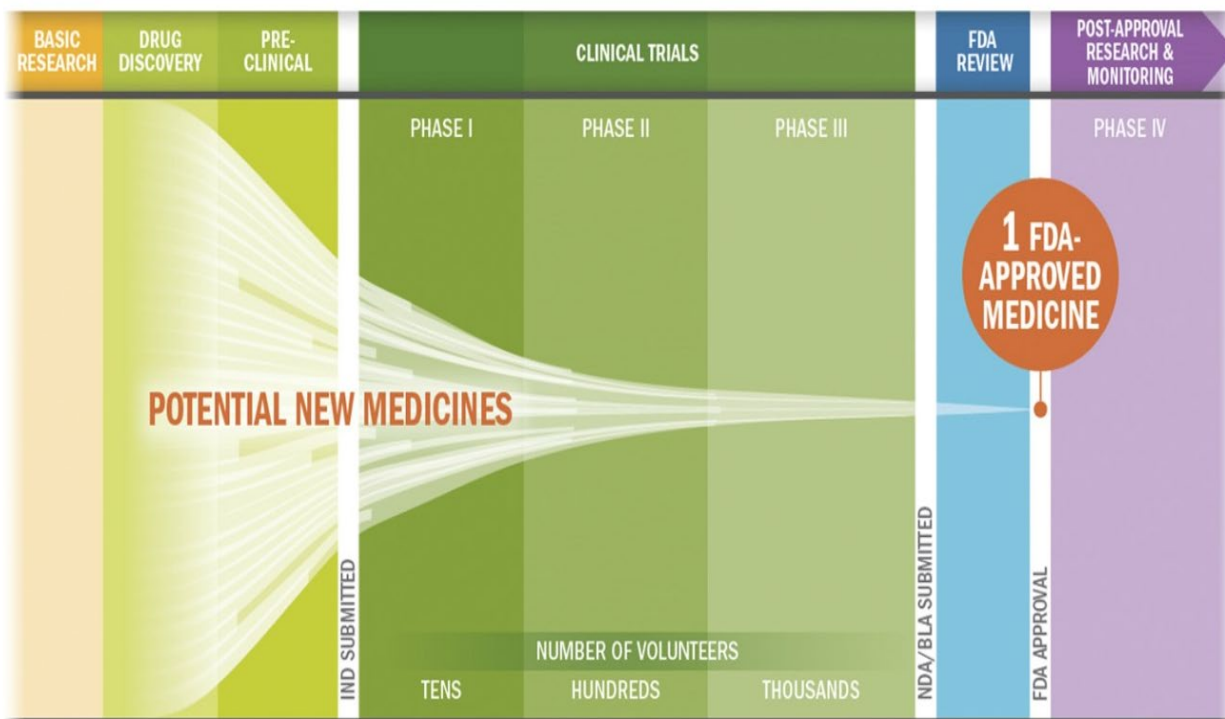 BASIC
RESEARCH
DRUG
DISCOVERY
PRE-
CLINICAL
CLINICAL TRIALS
FDA
REVIEW
POST-APPROVAL
RESEARCH &
MONITORING
PHASE I
PHASE II
PHASE III
PHASE IV
1 FDA-
APPROVED
MEDICINE
POTENTIAL NEW MEDICINES
IND SUBMITTED
NDA/BLA SUBMITTED
FDA APPROVAL
NUMBER OF VOLUNTEERS
TENS
HUNDREDS
THOUSANDS